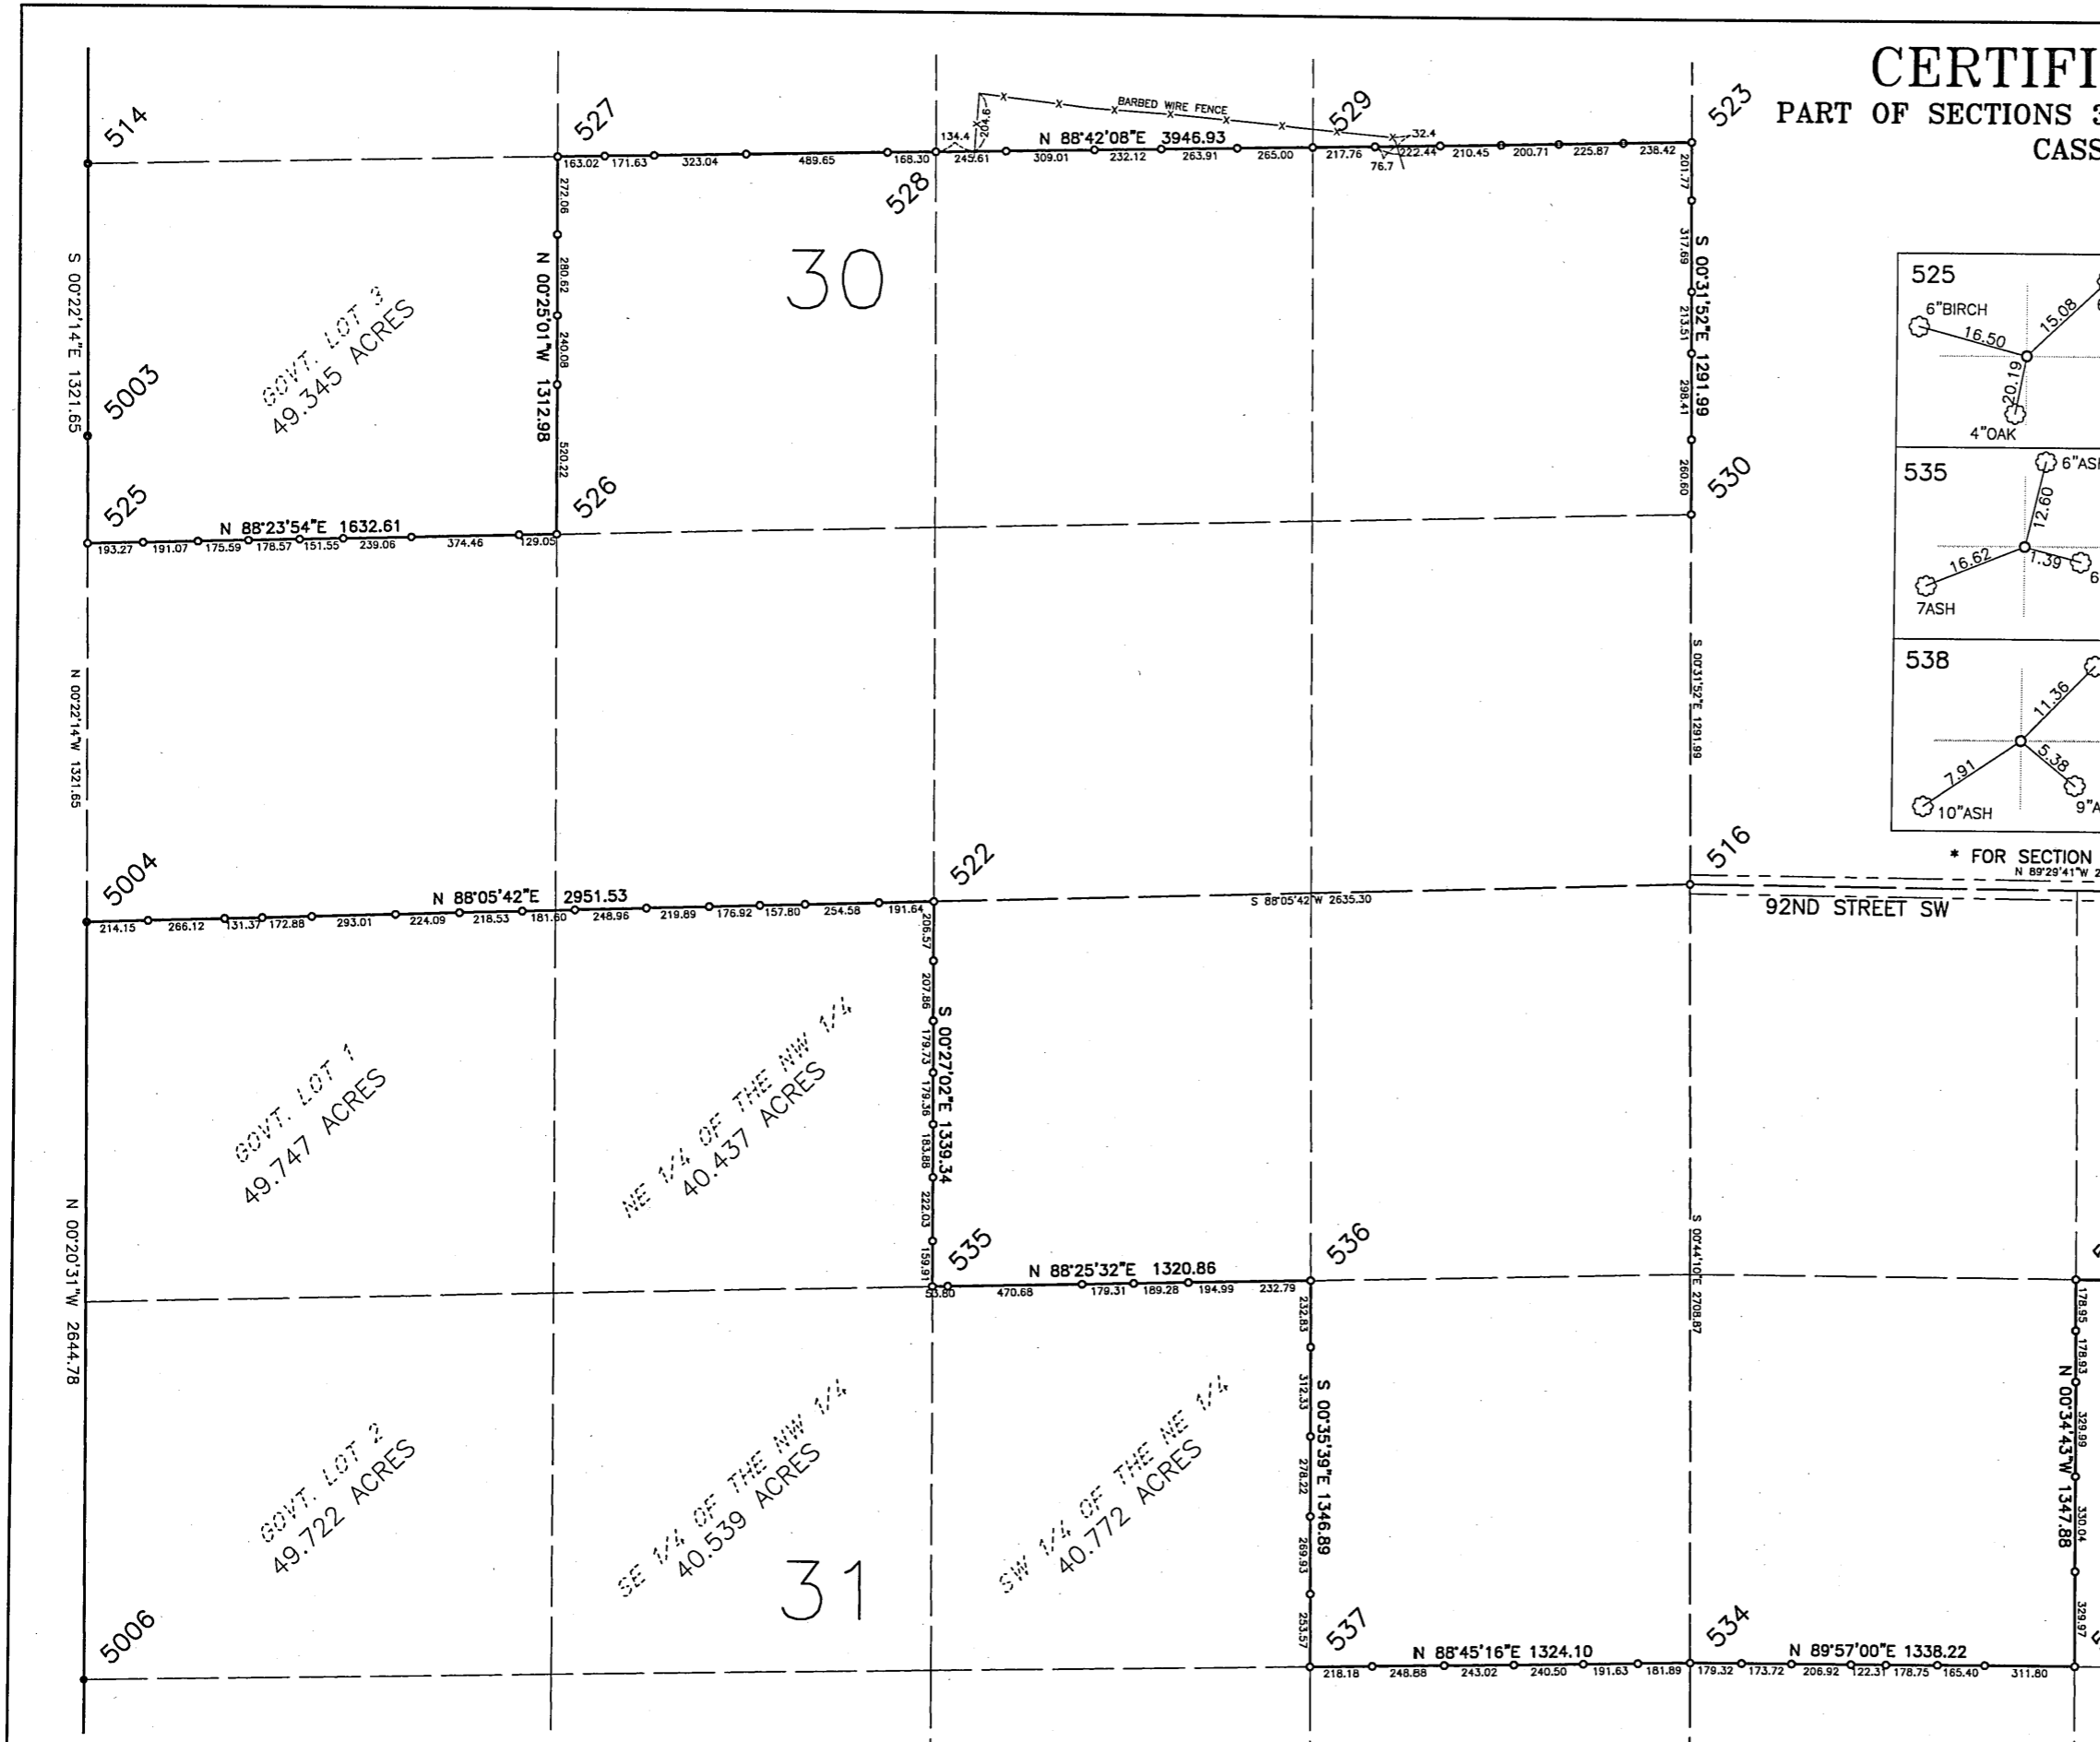 CERTIFI
PART OF SECTIONS 3
CASS
514
527
528
529
523
BARBED WIRE FENCE
134.4
204.6
32.4
76.7
N 88°42'08"E 3946.93
163.02 171.63 323.04 489.65 168.30 245.61 309.01 232.12 263.91 265.00 217.76 222.44 210.45 200.71 225.87 238.42
S 00°22'14"E 1321.65
5003
GOVT. LOT 3
49.345 ACRES
N 00°25'01"W 1312.98
272.06 280.62 240.08 520.22
30
S 00°31'52"E 1291.99
201.77 317.69 213.51 298.41 260.60
530
525
526
N 88°23'54"E 1632.61
193.27 191.07 175.59 178.57 151.55 239.06 374.46 129.05
525
6"BIRCH
16.50
15.08
20.19
4"OAK
535
6"ASH
12.60
16.62
1.39
6
7ASH
538
11.36
7.91
5.38
10"ASH
9"A
* FOR SECTION
N 89°29'41"W 2
92ND STREET SW
N 00°22'14"W 1321.65
S 00°31'52"E 1291.99
5004
522
516
N 88°05'42"E 2951.53
214.15 266.12 131.37 172.88 293.01 224.09 218.53 181.60 248.96 219.89 176.92 157.80 254.58 191.64
S 88°05'42"W 2635.30
GOVT. LOT 1
49.747 ACRES
NE 1/4 OF THE NW 1/4
40.437 ACRES
S 00°27'02"E 1339.34
206.57 207.86 179.73 179.36 183.88 222.03 159.91
535
536
N 88°25'32"E 1320.86
53.80 470.68 179.31 189.28 194.99 232.79
N 00°20'31"W 2644.78
S 00°44'10"E 2708.87
GOVT. LOT 2
49.722 ACRES
SE 1/4 OF THE NW 1/4
40.539 ACRES
SW 1/4 OF THE NE 1/4
40.772 ACRES
31
S 00°35'39"E 1346.89
232.83 312.33 278.22 269.93 253.57
N 00°34'43"W 1347.88
178.95 178.93 329.99 330.04 329.97
5006
537
534
N 88°45'16"E 1324.10
218.18 248.88 243.02 240.50 191.63 181.89
N 89°57'00"E 1338.22
179.32 173.72 206.92 122.31 178.75 165.40 311.80